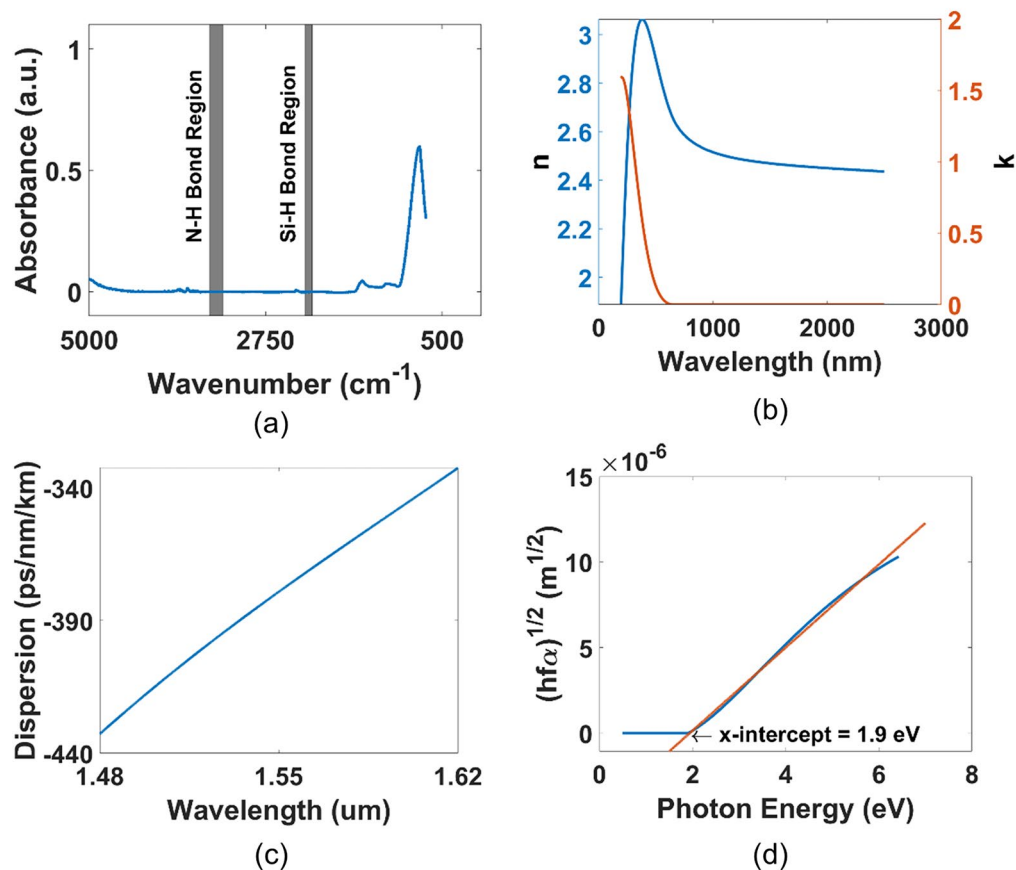 1
0.5
0
Absorbance (a.u.)
N-H Bond Region
Si-H Bond Region
5000 2750 500
Wavenumber (cm-1)
(a)
3
2.8
2.6
2.4
2.2
2
n
2
1.5
1
0.5
0
k
0 1000 2000 3000
Wavelength (nm)
(b)
-340
-390
-440
Dispersion (ps/nm/km)
1.48 1.55 1.62
Wavelength (um)
(c)
×10-6
15
10
5
0
(hfα)1/2 (m1/2)
← x-intercept = 1.9 eV
0 2 4 6 8
Photon Energy (eV)
(d)